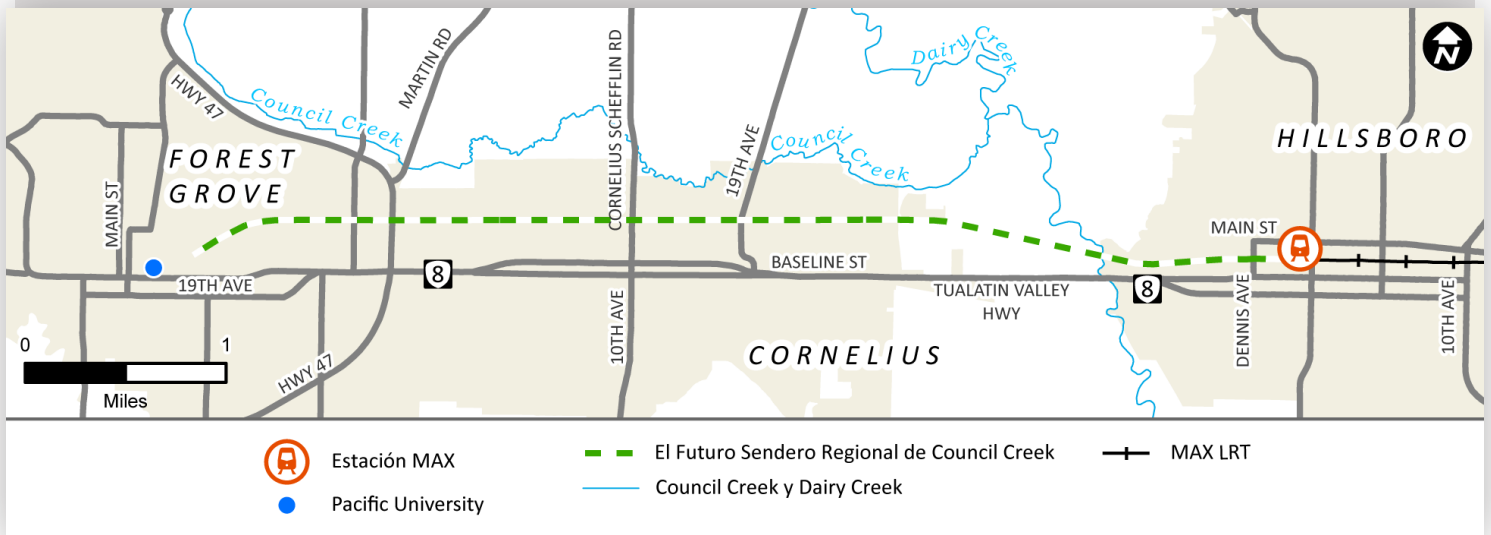 Dairy Creek
N
HWY 47
MARTIN RD
CORNELIUS SCHEFFLIN RD
Council Creek
19TH AVE
Council
Creek
HILLSBORO
FOREST
GROVE
MAIN ST
MAIN ST
8
BASELINE ST
19TH AVE
TUALATIN VALLEY
HWY
8
DENNIS AVE
10TH AVE
10TH AVE
CORNELIUS
HWY 47
0 1
Miles
Estación MAX
Pacific University
El Futuro Sendero Regional de Council Creek
Council Creek y Dairy Creek
MAX LRT